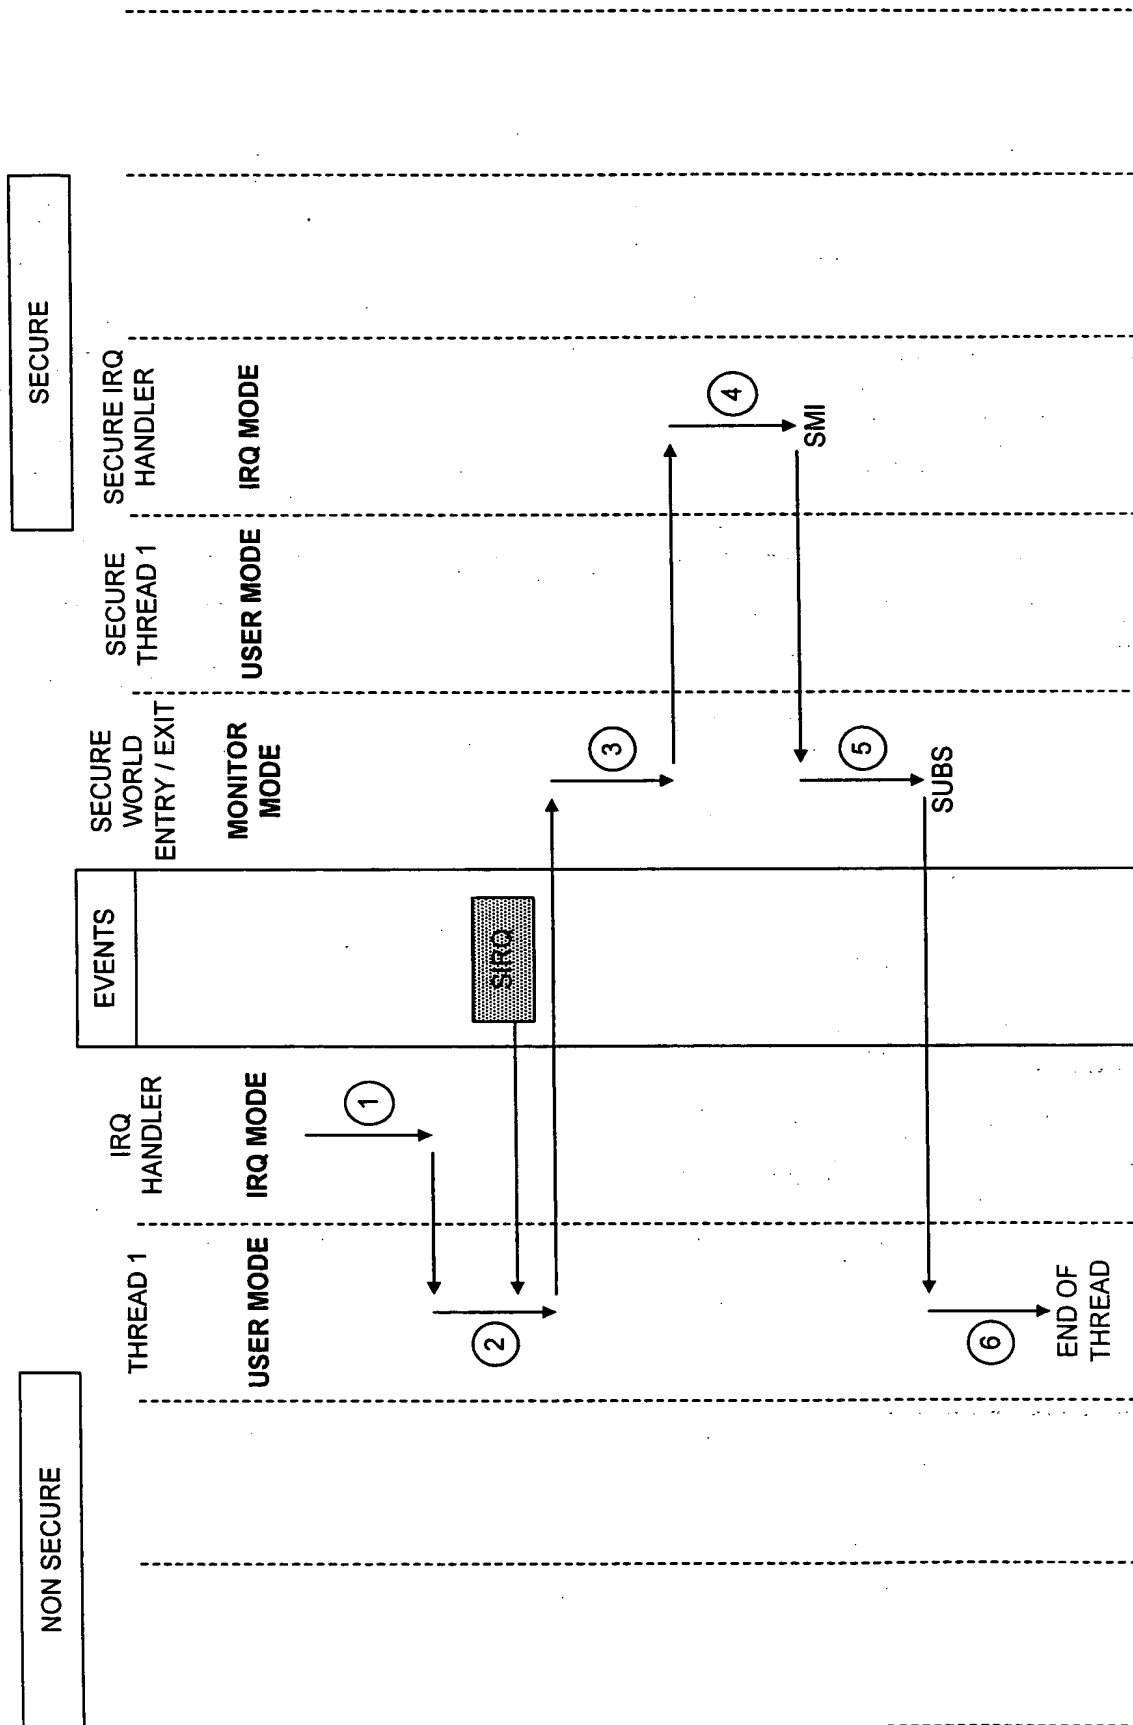 NON SECURE
SECURE
THREAD 1
USER MODE
IRQ
HANDLER
IRQ MODE
EVENTS
SECURE
WORLD
ENTRY / EXIT
MONITOR
MODE
SECURE
THREAD 1
USER MODE
SECURE IRQ
HANDLER
IRQ MODE
1
2
SIRQ
3
4
SMI
5
SUBS
6
END OF
THREAD